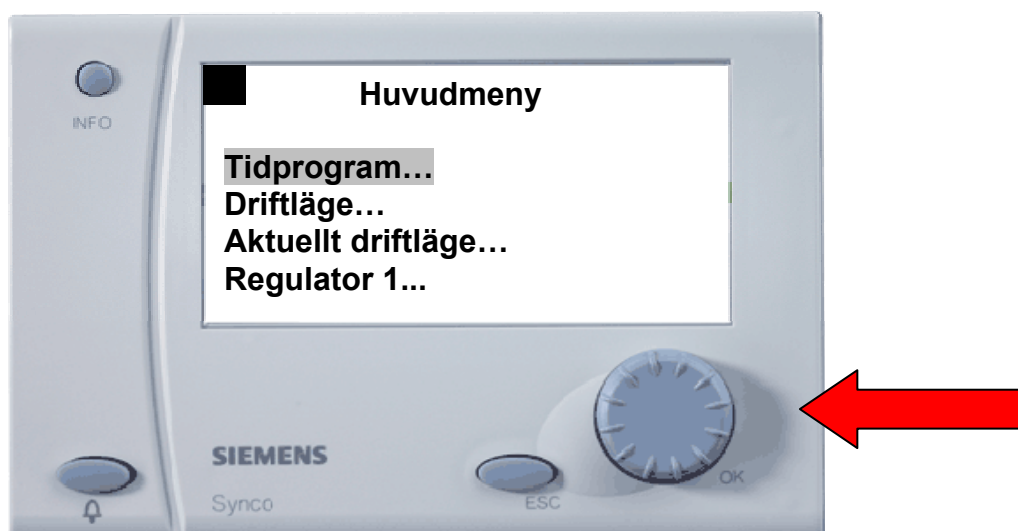 INFO
Huvudmeny
Tidprogram…
Driftläge…
Aktuellt driftläge…
Regulator 1...
SIEMENS
Synco
ESC
OK